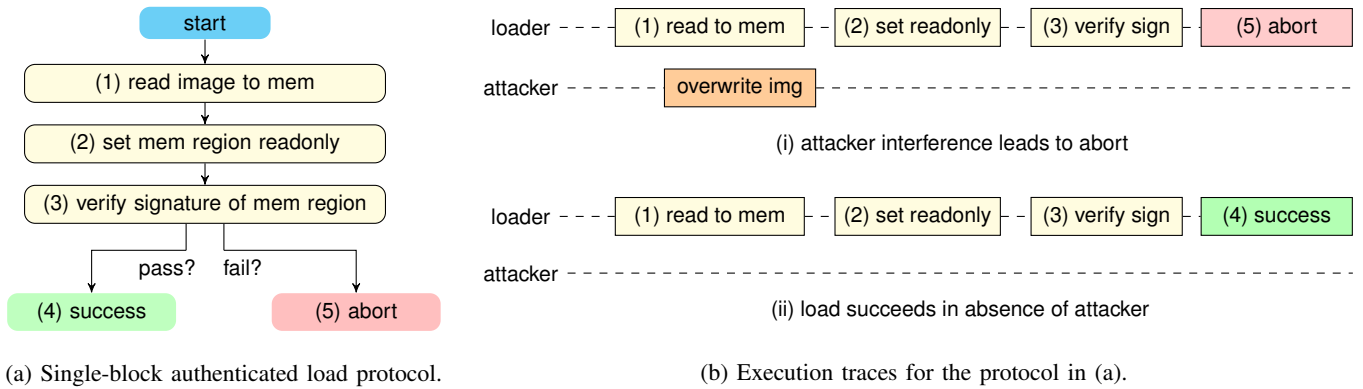 start
(1) read image to mem
(2) set mem region readonly
(3) verify signature of mem region
pass? fail?
(4) success (5) abort
(a) Single-block authenticated load protocol.
loader (1) read to mem (2) set readonly (3) verify sign (5) abort
attacker overwrite img
(i) attacker interference leads to abort
loader (1) read to mem (2) set readonly (3) verify sign (4) success
attacker
(ii) load succeeds in absence of attacker
(b) Execution traces for the protocol in (a).